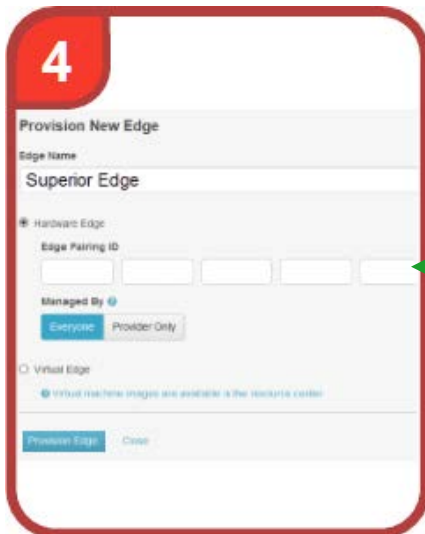 4
Provision New Edge
Edge Name
Superior Edge
Hardware Edge
Edge Pairing ID
Managed By
Everyone Provider Only
Virtual Edge
Virtual machine images are available in the resource center
Provision Edge Close